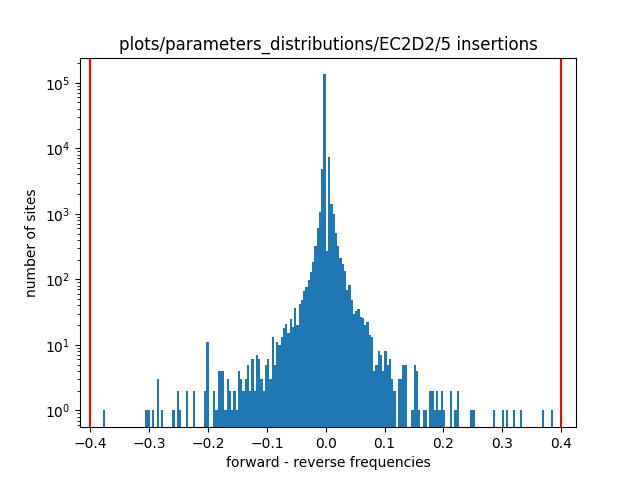 plots/parameters_distributions/EC2D2/5 insertions
10⁵
10⁴
10³
10²
10¹
10⁰
number of sites
−0.4 −0.3 −0.2 −0.1 0.0 0.1 0.2 0.3 0.4
forward - reverse frequencies